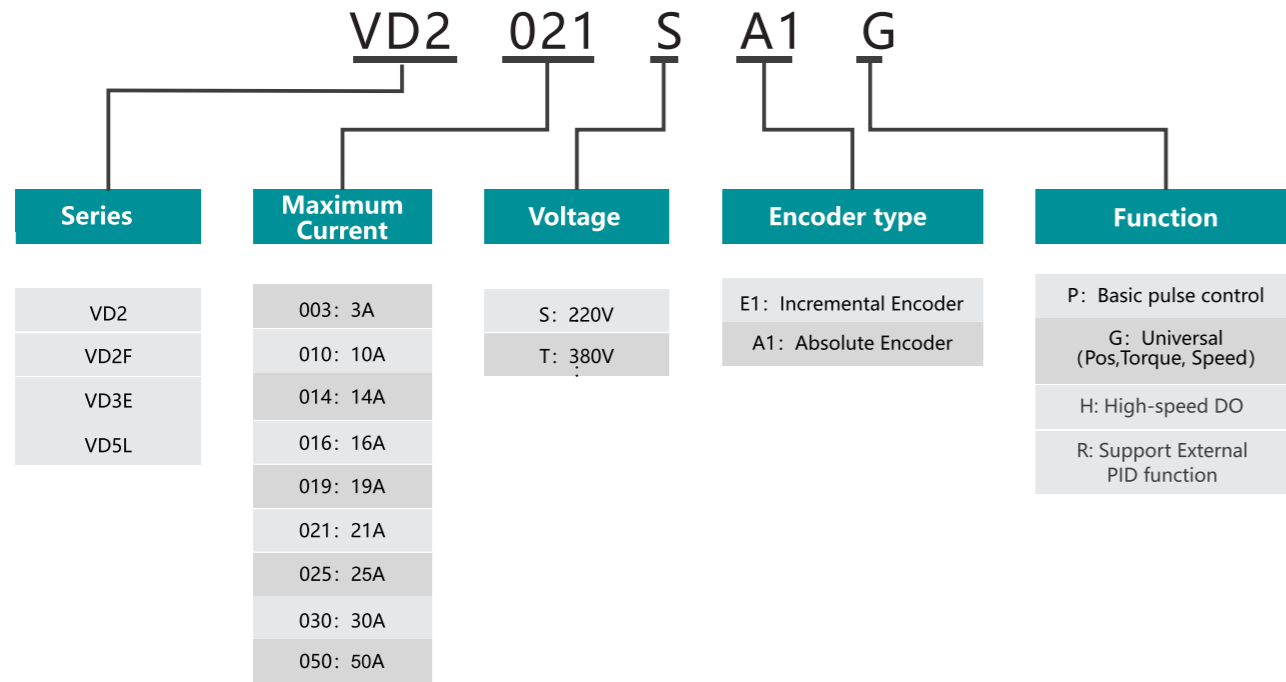 VD2 021 S A1 G
Series
Maximum
Current
Voltage
Encoder type
Function
VD2
VD2F
VD3E
VD5L
003：3A
010：10A
014：14A
016：16A
019：19A
021：21A
025：25A
030：30A
050：50A
S：220V
T：380V
:
E1：Incremental Encoder
A1：Absolute Encoder
P：Basic pulse control
G：Universal
(Pos,Torque, Speed)
H: High-speed DO
R: Support External
PID function